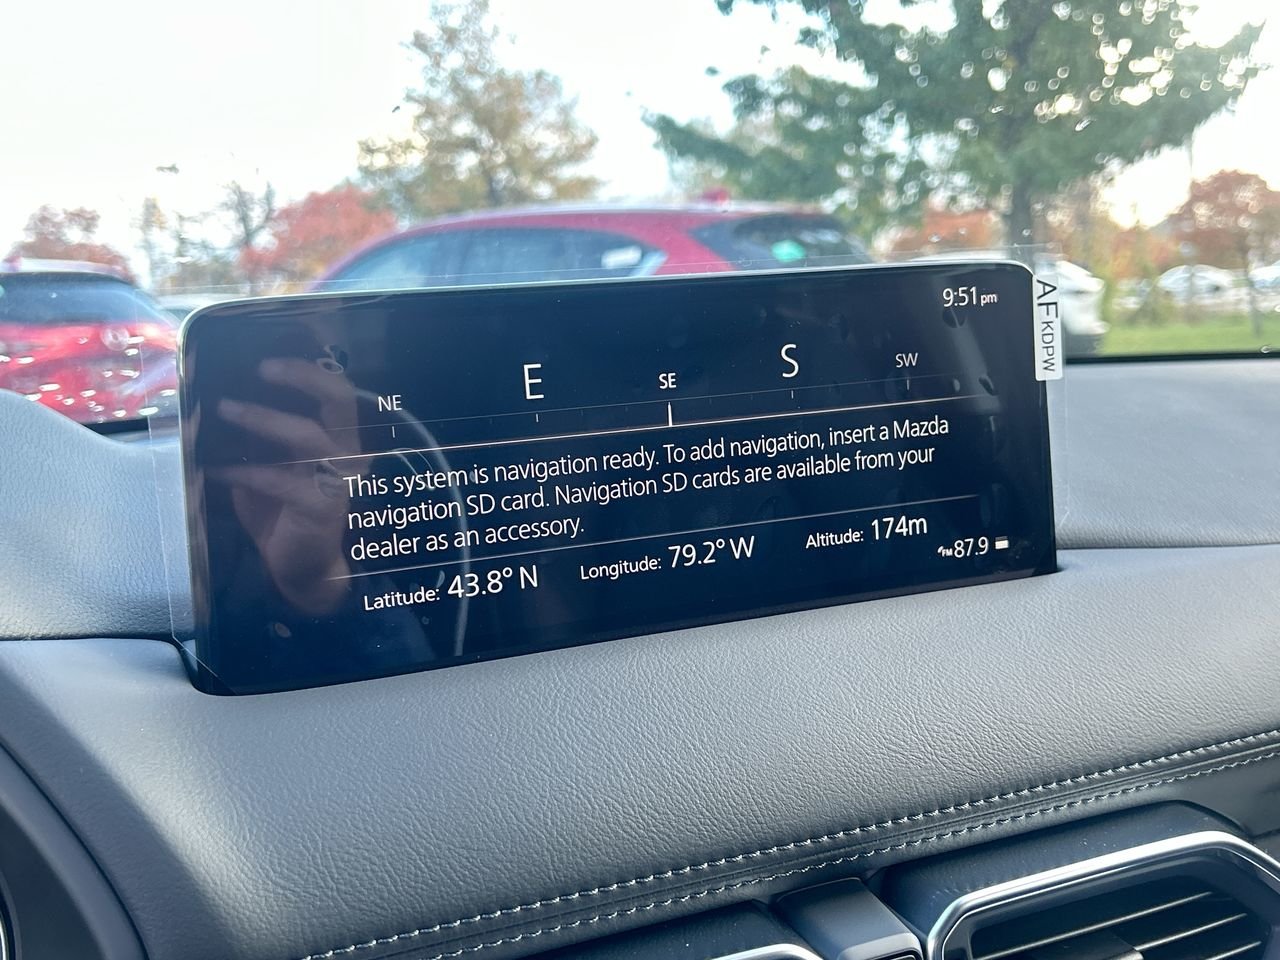 9:51 pm
NE E SE S SW
This system is navigation ready. To add navigation, insert a Mazda
navigation SD card. Navigation SD cards are available from your
dealer as an accessory.
Latitude: 43.8° N Longitude: 79.2° W Altitude: 174m
FM 87.9
AFKDPW